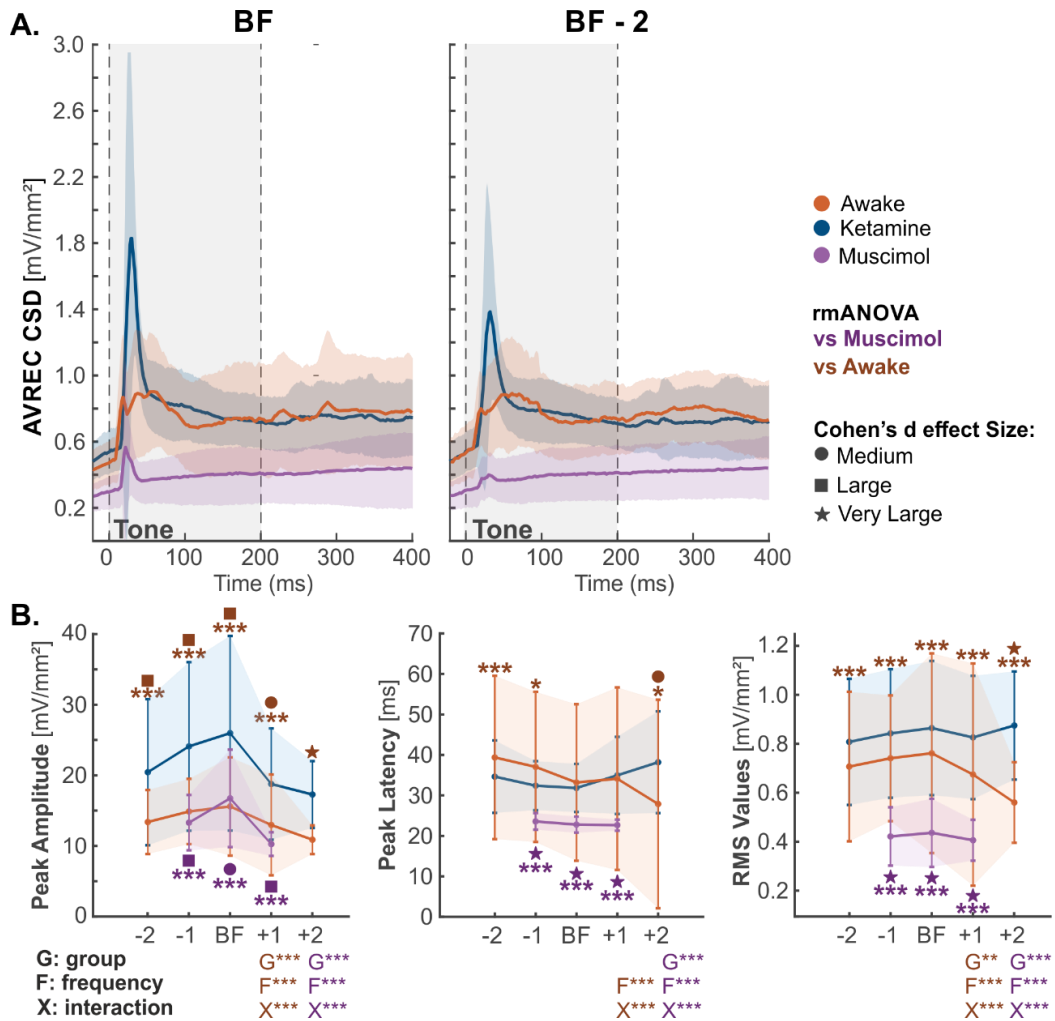 A.
BF
BF - 2
AVREC CSD [mV/mm²]
3.0
2.6
2.2
1.8
1.4
1.0
0.6
0.2
Tone
Tone
0 100 200 300 400
0 100 200 300 400
Time (ms)
Time (ms)
Awake
Ketamine
Muscimol
rmANOVA
vs Muscimol
vs Awake
Cohen's d effect Size:
Medium
Large
Very Large
B.
Peak Amplitude [mV/mm²]
40
30
20
10
0
***
***
***
***
***
***
***
-2 -1 BF +1 +2
Peak Latency [ms]
70
60
50
40
30
20
10
0
***
*
*
***
***
***
-2 -1 BF +1 +2
RMS Values [mV/mm²]
1.2
1.0
0.8
0.6
0.4
0.2
***
***
***
***
***
***
***
***
-2 -1 BF +1 +2
G: group
F: frequency
X: interaction
G*** G***
F*** F***
X*** X***
G***
F*** F***
X*** X***
G** G***
F*** F***
X*** X***